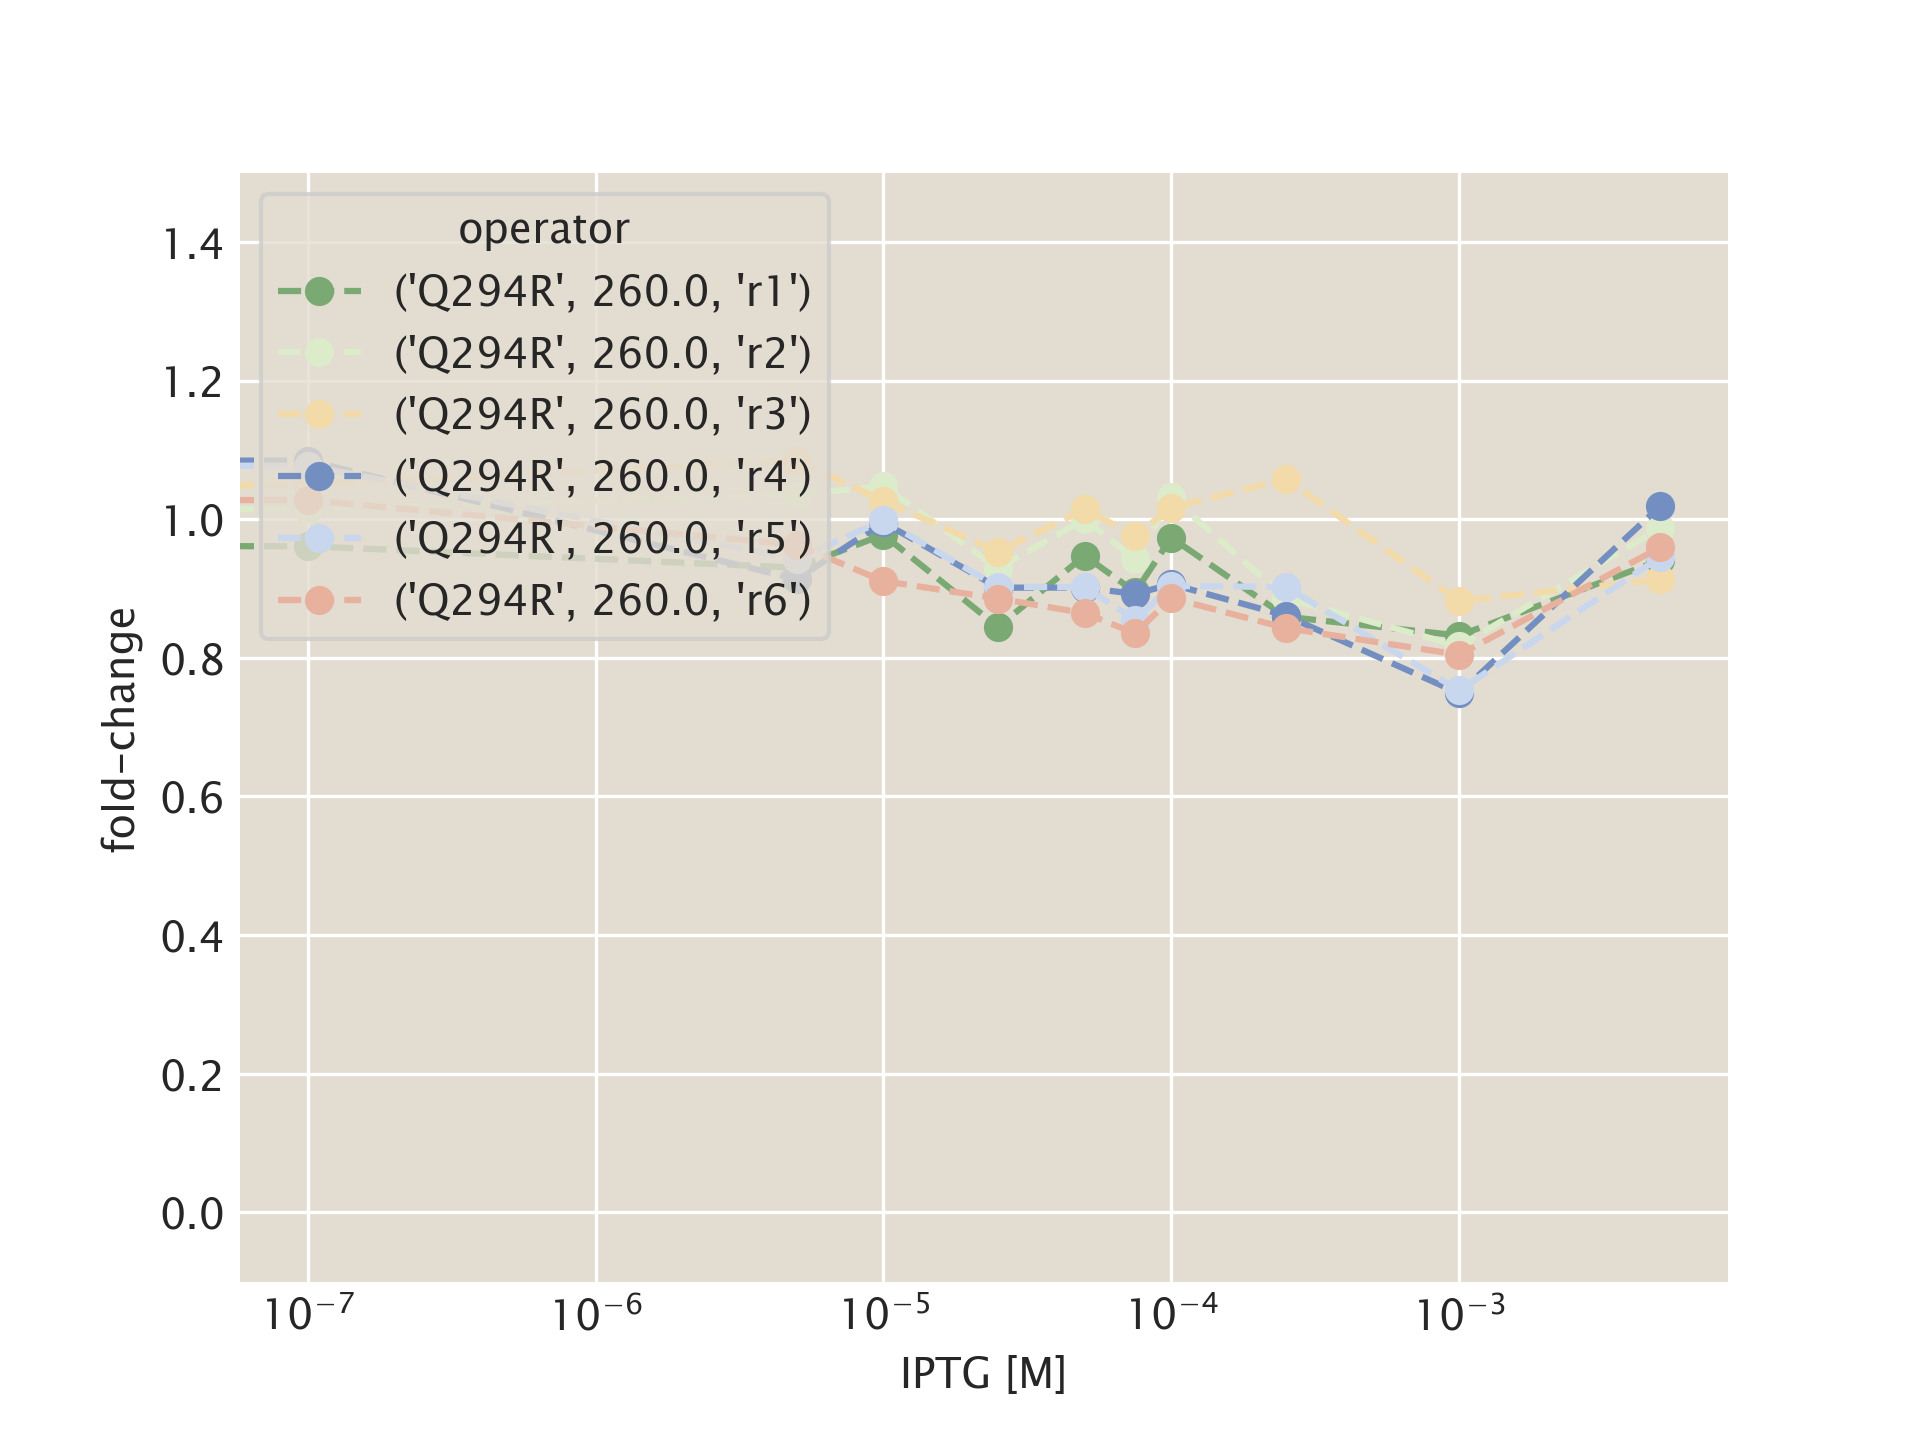 operator
('Q294R', 260.0, 'r1')
('Q294R', 260.0, 'r2')
('Q294R', 260.0, 'r3')
('Q294R', 260.0, 'r4')
('Q294R', 260.0, 'r5')
('Q294R', 260.0, 'r6')
1.4
1.2
1.0
0.8
0.6
0.4
0.2
0.0
fold-change
10⁻⁷ 10⁻⁶ 10⁻⁵ 10⁻⁴ 10⁻³
IPTG [M]